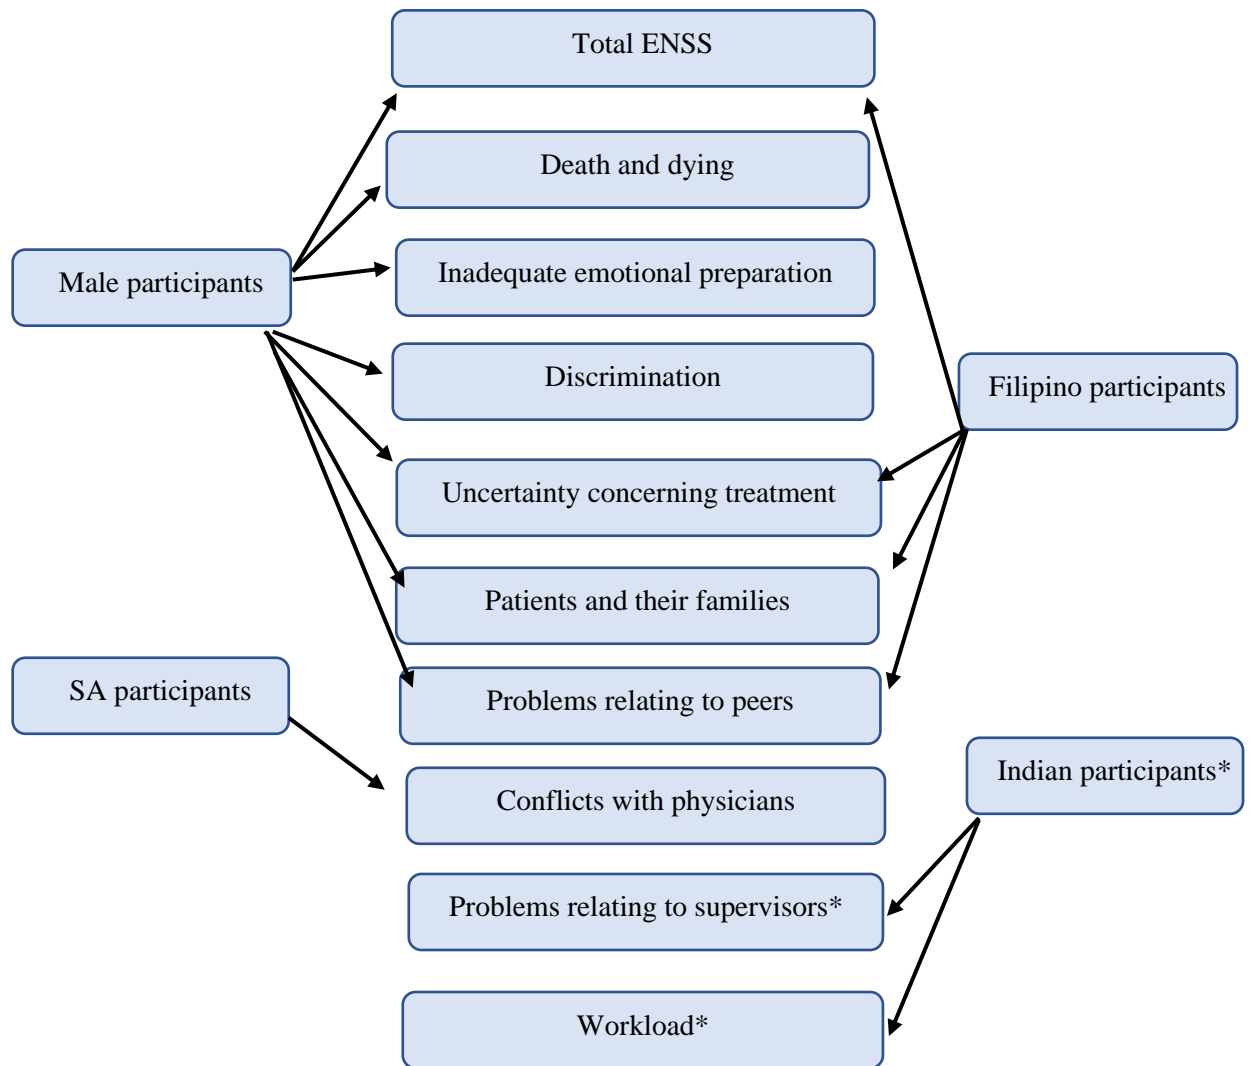 Total ENSS
Death and dying
Male participants
Inadequate emotional preparation
Discrimination
Filipino participants
Uncertainty concerning treatment
Patients and their families
SA participants
Problems relating to peers
Indian participants*
Conflicts with physicians
Problems relating to supervisors*
Workload*